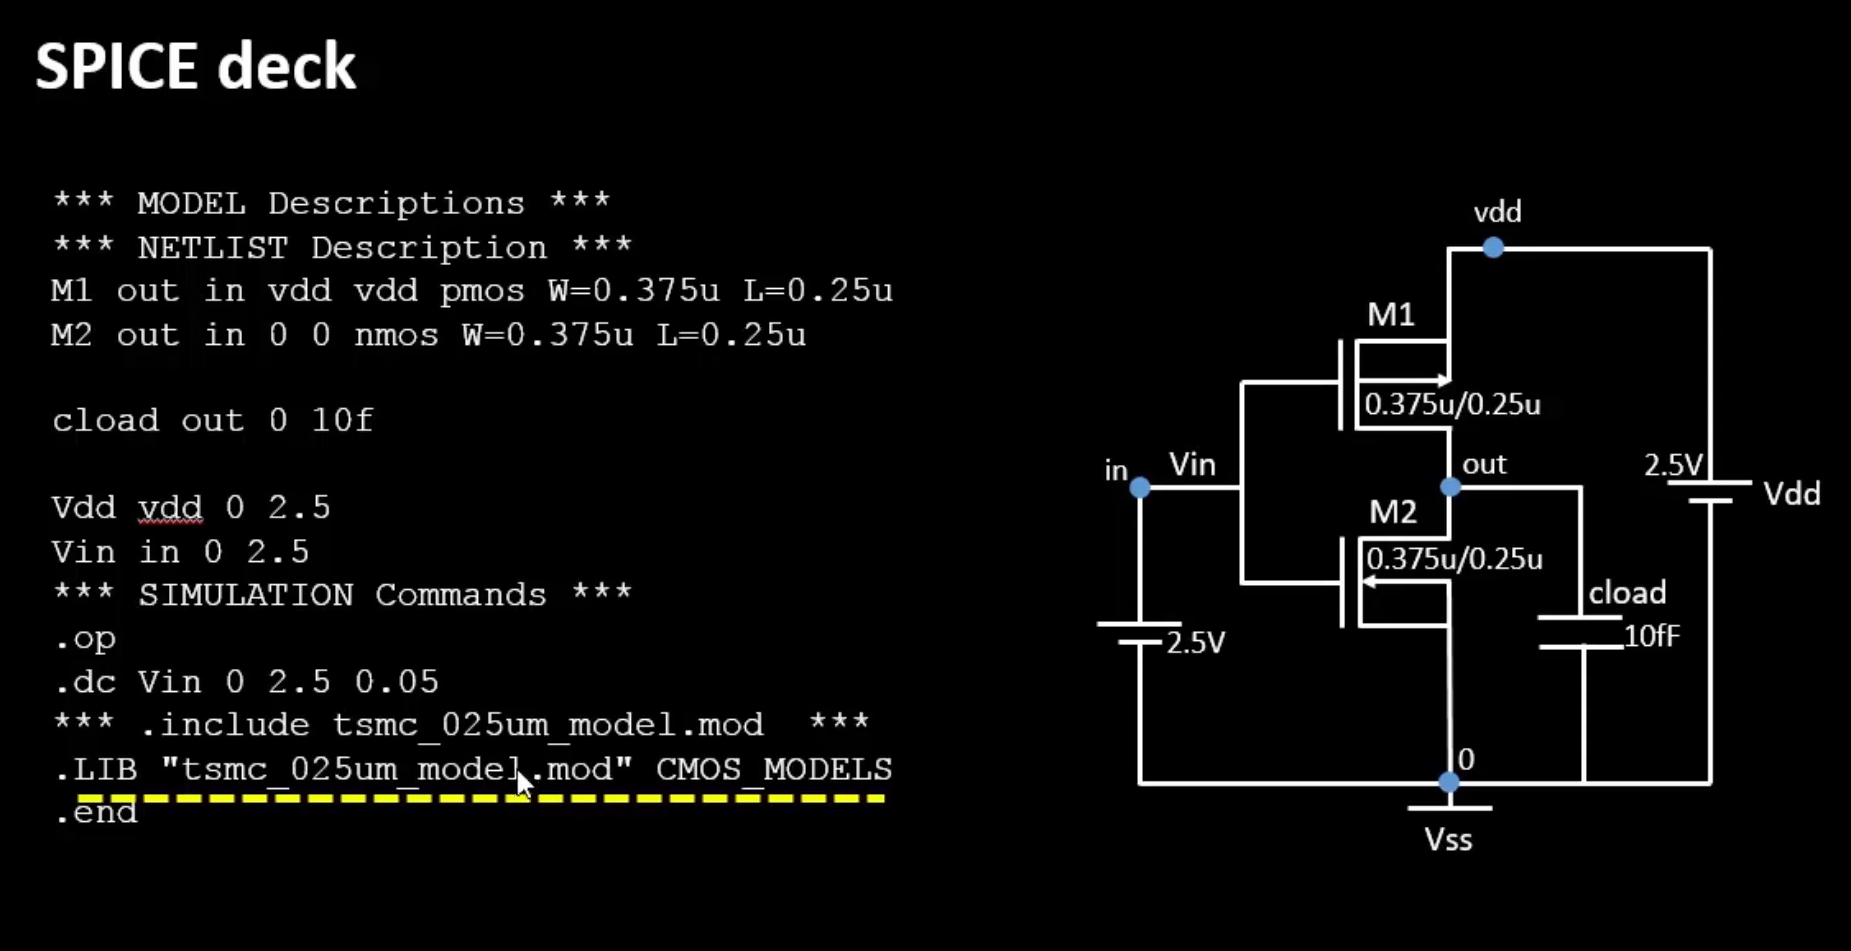 SPICE deck
*** MODEL Descriptions ***
*** NETLIST Description ***
M1 out in vdd vdd pmos W=0.375u L=0.25u
M2 out in 0 0 nmos W=0.375u L=0.25u
cload out 0 10f
Vdd vdd 0 2.5
Vin in 0 2.5
*** SIMULATION Commands ***
.op
.dc Vin 0 2.5 0.05
*** .include tsmc_025um_model.mod ***
.LIB "tsmc_025um_model.mod" CMOS_MODELS
.end
vdd
M1
0.375u/0.25u
in
Vin
out
2.5V
Vdd
M2
0.375u/0.25u
cload
10fF
2.5V
0
Vss